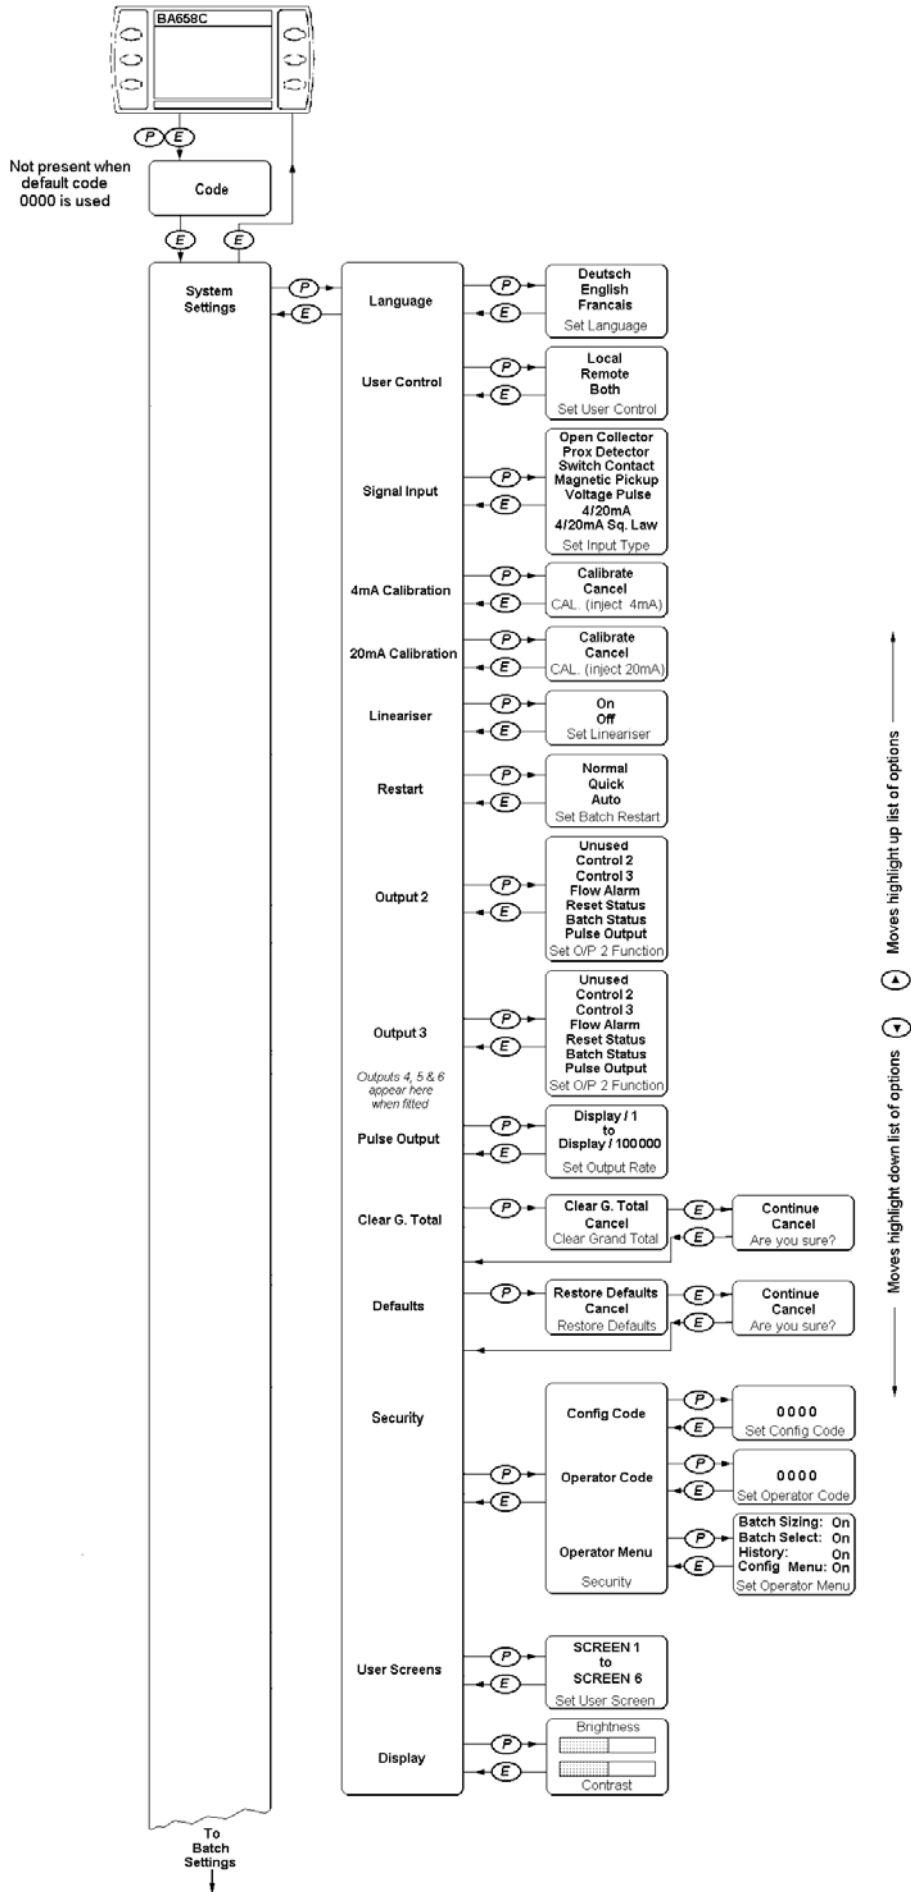 BA658C
P E
Not present when
default code
0000 is used
Code
E E
System
Settings
P
E
Language
P
E
Deutsch
English
Francais
Set Language
User Control
P
E
Local
Remote
Both
Set User Control
Signal Input
P
E
Open Collector
Prox Detector
Switch Contact
Magnetic Pickup
Voltage Pulse
4/20mA
4/20mA Sq. Law
Set Input Type
4mA Calibration
P
E
Calibrate
Cancel
CAL. (inject 4mA)
20mA Calibration
P
E
Calibrate
Cancel
CAL. (inject 20mA)
Lineariser
P
E
On
Off
Set Lineariser
Restart
P
E
Normal
Quick
Auto
Set Batch Restart
Output 2
P
E
Unused
Control 2
Control 3
Flow Alarm
Reset Status
Batch Status
Pulse Output
Set O/P 2 Function
Output 3
P
E
Unused
Control 2
Control 3
Flow Alarm
Reset Status
Batch Status
Pulse Output
Set O/P 2 Function
Outputs 4, 5 & 6
appear here
when fitted
Pulse Output
P
E
Display / 1
to
Display / 100000
Set Output Rate
Clear G. Total
P
Clear G. Total
Cancel
Clear Grand Total
E
E
Continue
Cancel
Are you sure?
Defaults
P
Restore Defaults
Cancel
Restore Defaults
E
E
Continue
Cancel
Are you sure?
Security
P
E
Config Code
P
E
0000
Set Config Code
Operator Code
P
E
0000
Set Operator Code
Operator Menu
P
E
Batch Sizing: On
Batch Select: On
History: On
Config Menu: On
Set Operator Menu
Security
User Screens
P
E
SCREEN 1
to
SCREEN 6
Set User Screen
Display
P
E
Brightness
Contrast
To
Batch
Settings
Moves highlight up list of options
Moves highlight down list of options